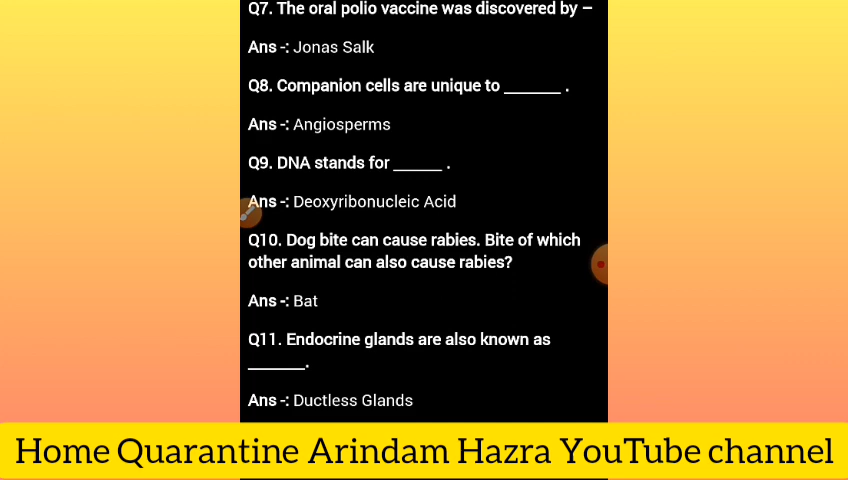 Q7. The oral polio vaccine was discovered by –
Ans -: Jonas Salk
Q8. Companion cells are unique to _______ .
Ans -: Angiosperms
Q9. DNA stands for ______ .
Ans -: Deoxyribonucleic Acid
Q10. Dog bite can cause rabies. Bite of which
other animal can also cause rabies?
Ans -: Bat
Q11. Endocrine glands are also known as
_______.
Ans -: Ductless Glands
Home Quarantine Arindam Hazra YouTube channel